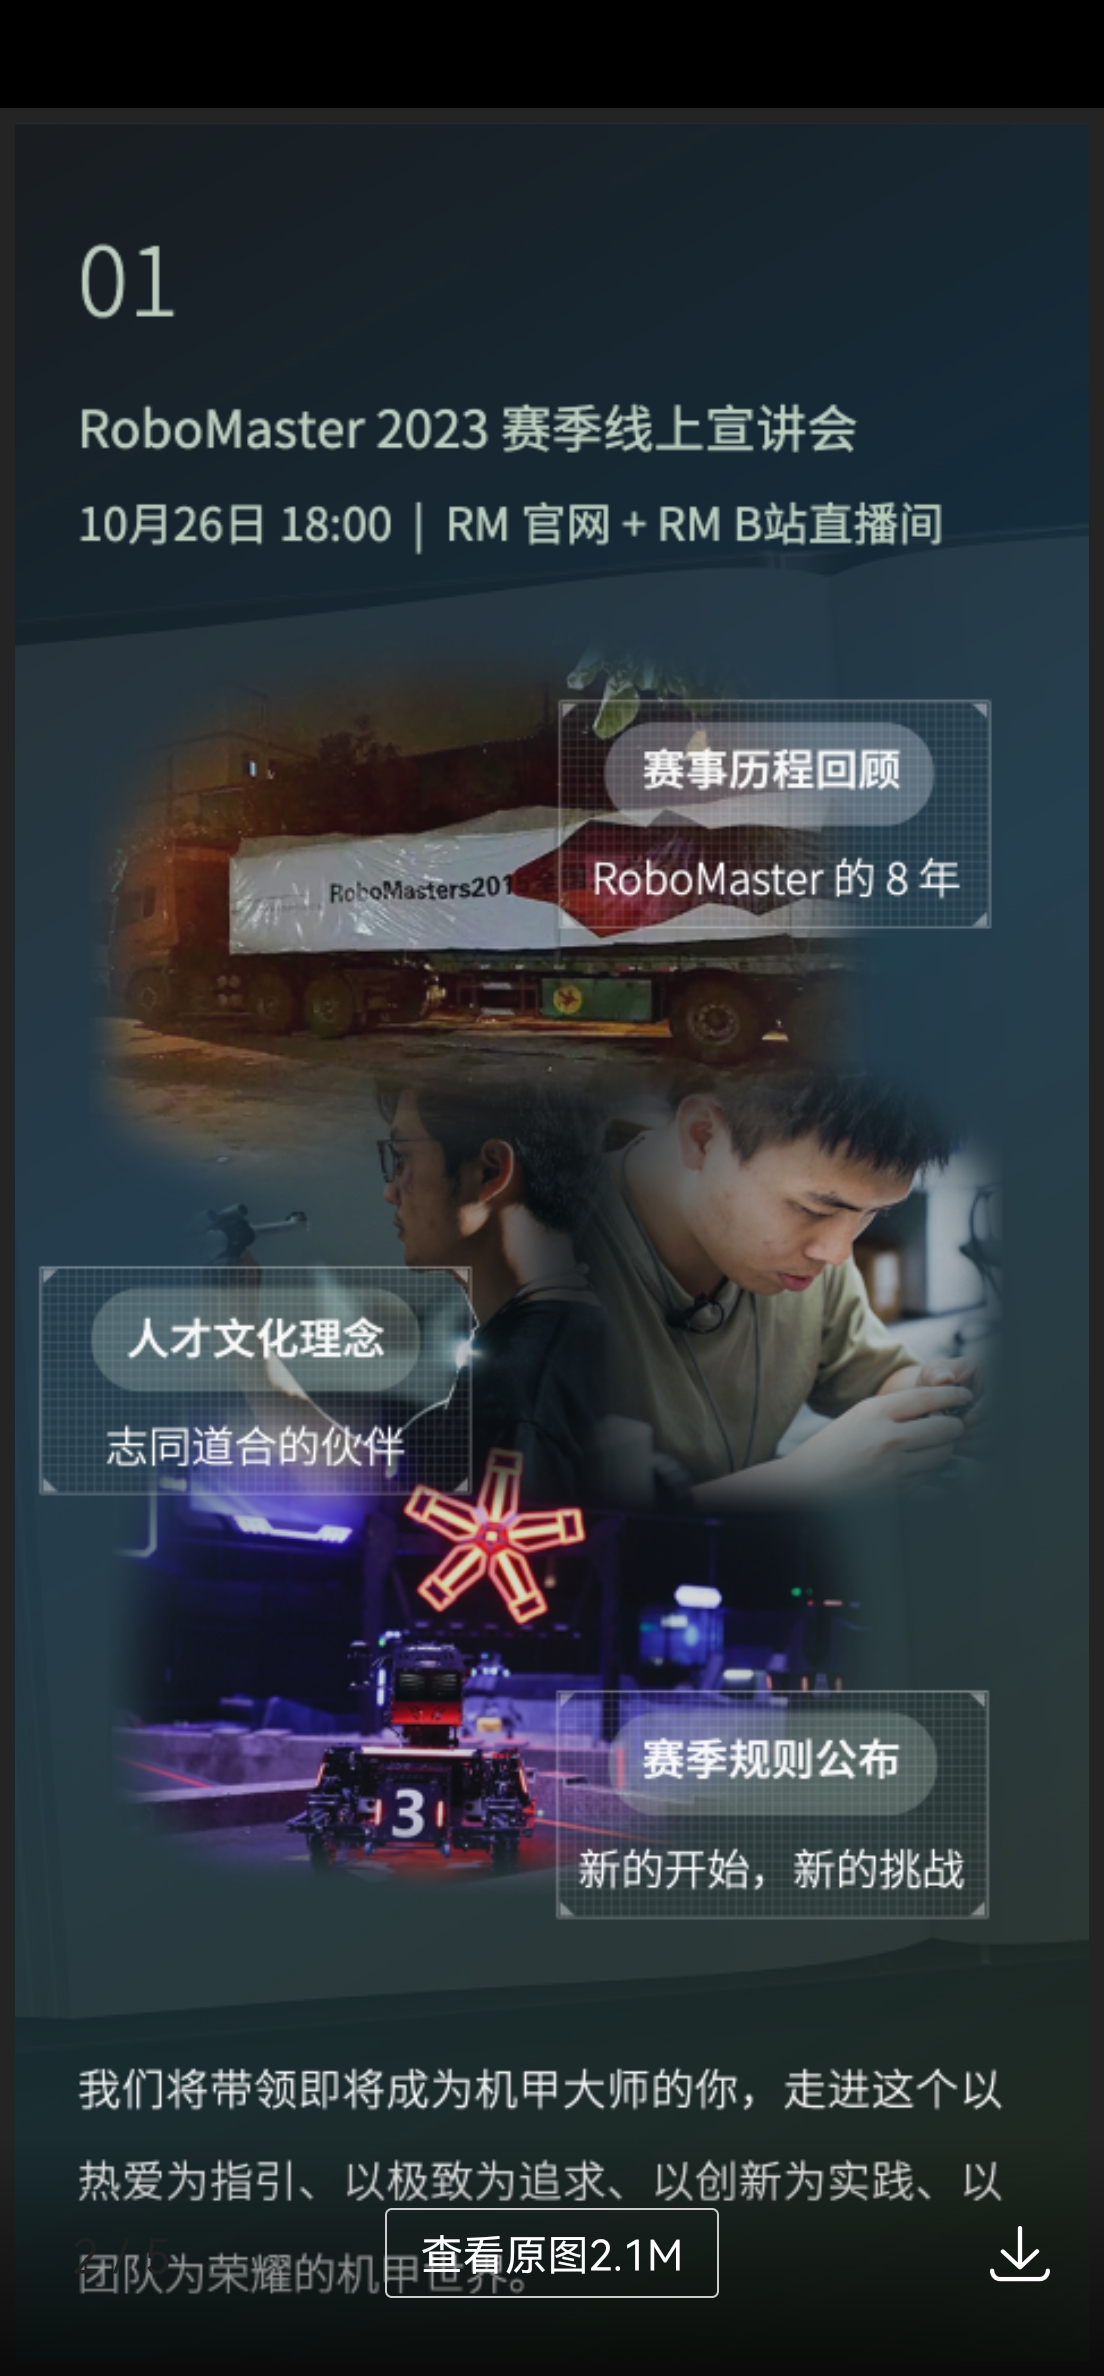 01
RoboMaster 2023 赛季线上宣讲会
10月26日 18:00 | RM 官网 + RM B站直播间
赛事历程回顾
RoboMasters201
RoboMaster 的 8 年
人才文化理念
志同道合的伙伴
3
赛季规则公布
新的开始，新的挑战
我们将带领即将成为机甲大师的你，走进这个以
热爱为指引、以极致为追求、以创新为实践、以
团队为荣耀的机甲世界。
2 / 5
查看原图2.1M